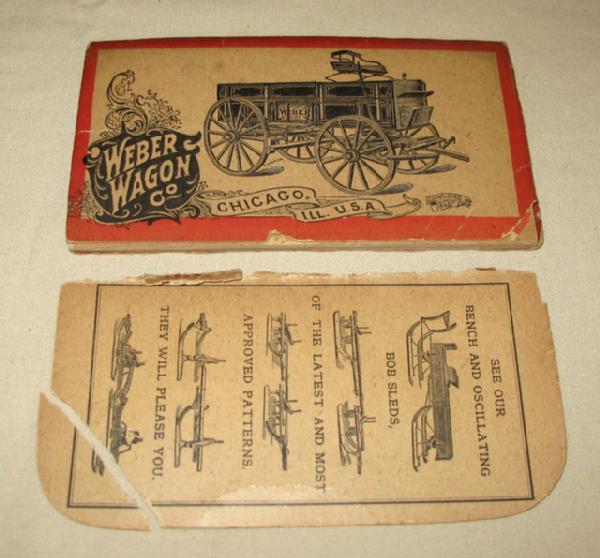 WEBER
WAGON
CO
WEBER
CHICAGO,
ILL. U.S.A.
SEE OUR
BENCH AND OSCILLATING
BOB SLEDS,
OF THE LATEST AND MOST
APPROVED PATTERNS.
THEY WILL PLEASE YOU.